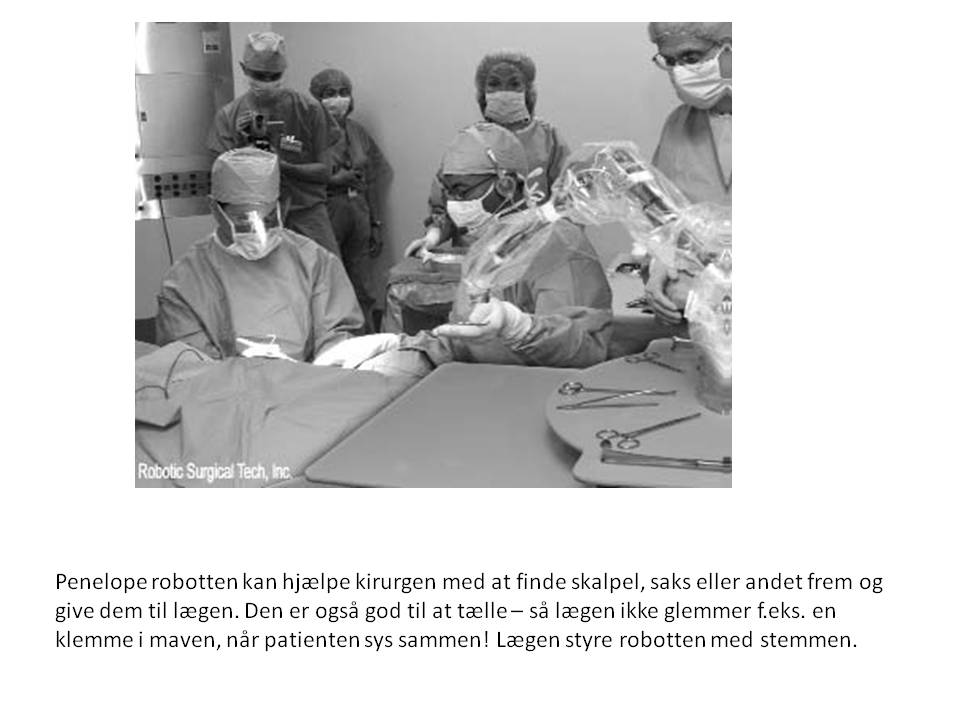 Robotic Surgical Tech, Inc.
Penelope robotten kan hjælpe kirurgen med at finde skalpel, saks eller andet frem og
give dem til lægen. Den er også god til at tælle – så lægen ikke glemmer f.eks. en
klemme i maven, når patienten sys sammen! Lægen styre robotten med stemmen.